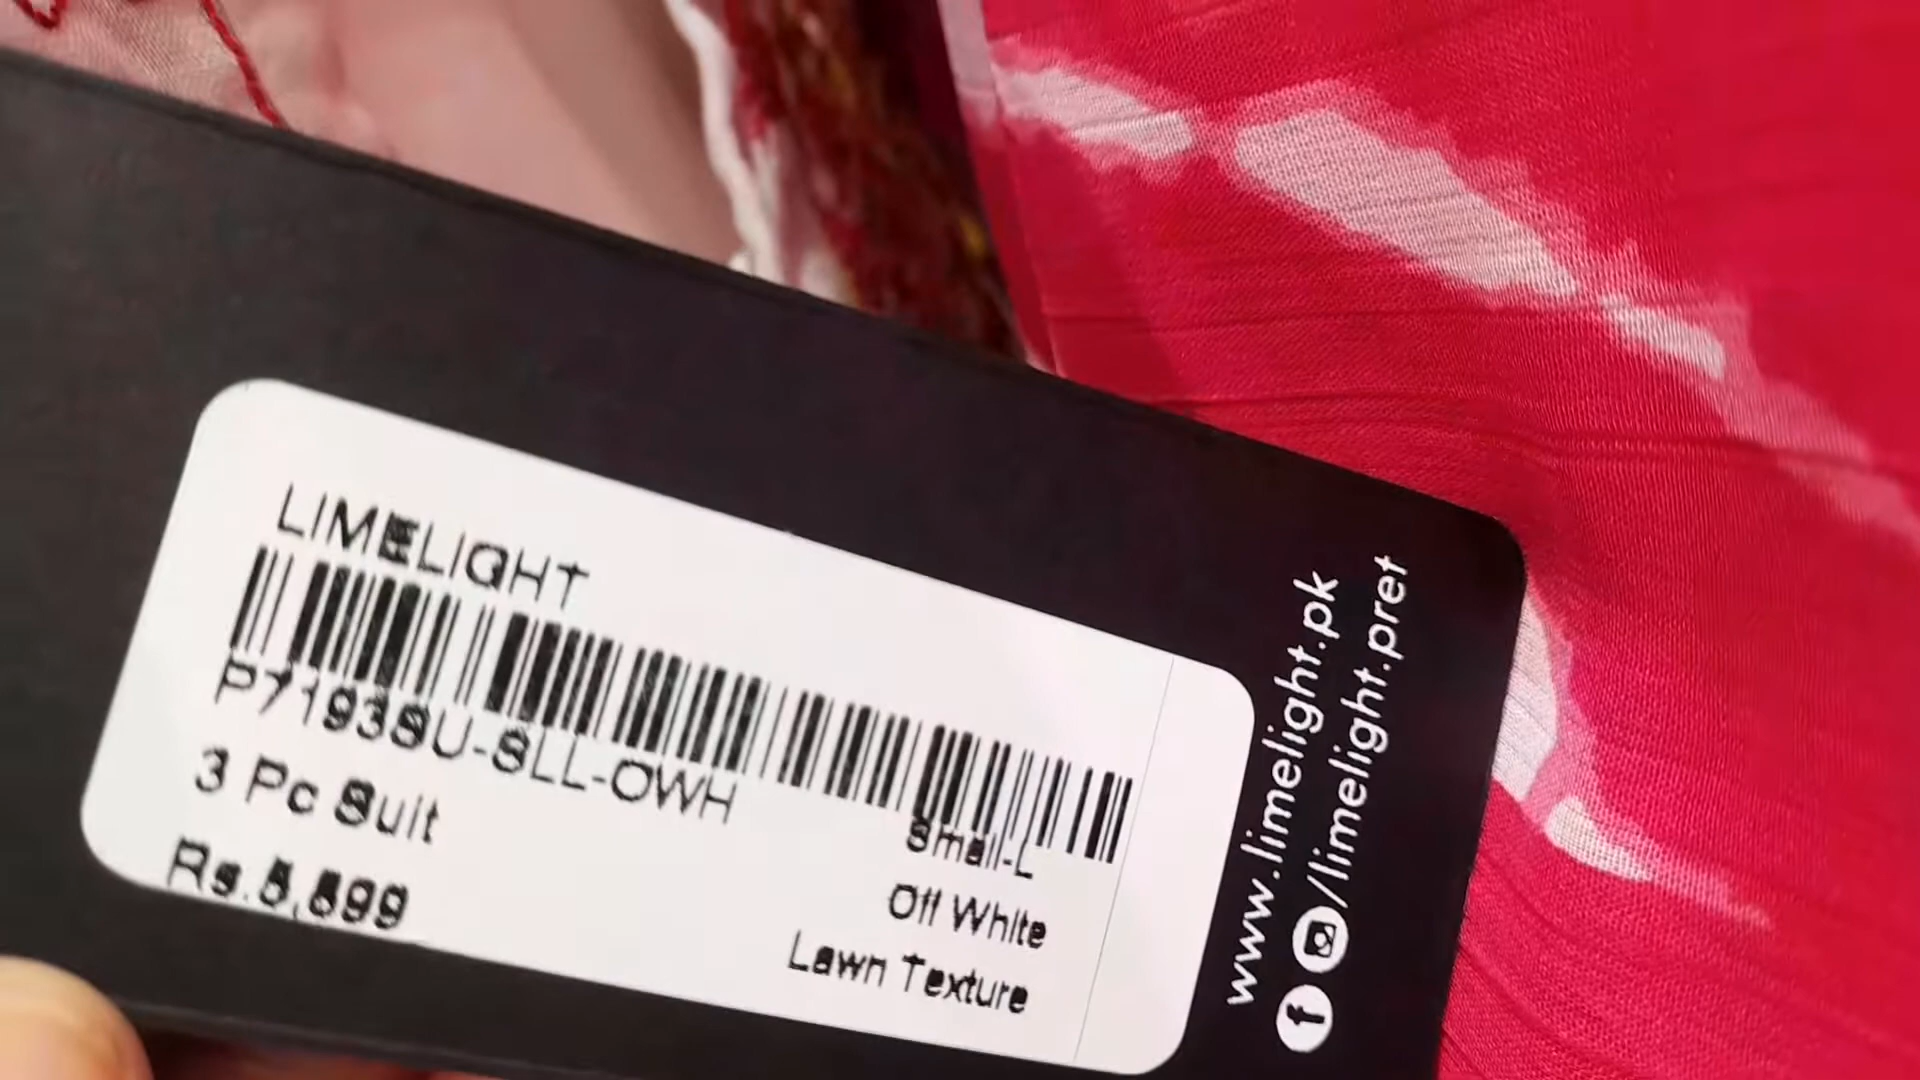 LIMELIGHT
P7193SU-SLL-OWH
3 Pc Suit
Small-L
Off White
Rs.5,899
Lawn Texture
www.limelight.pk
/limelight.pret